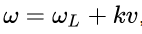 ω = ω_L + kv,